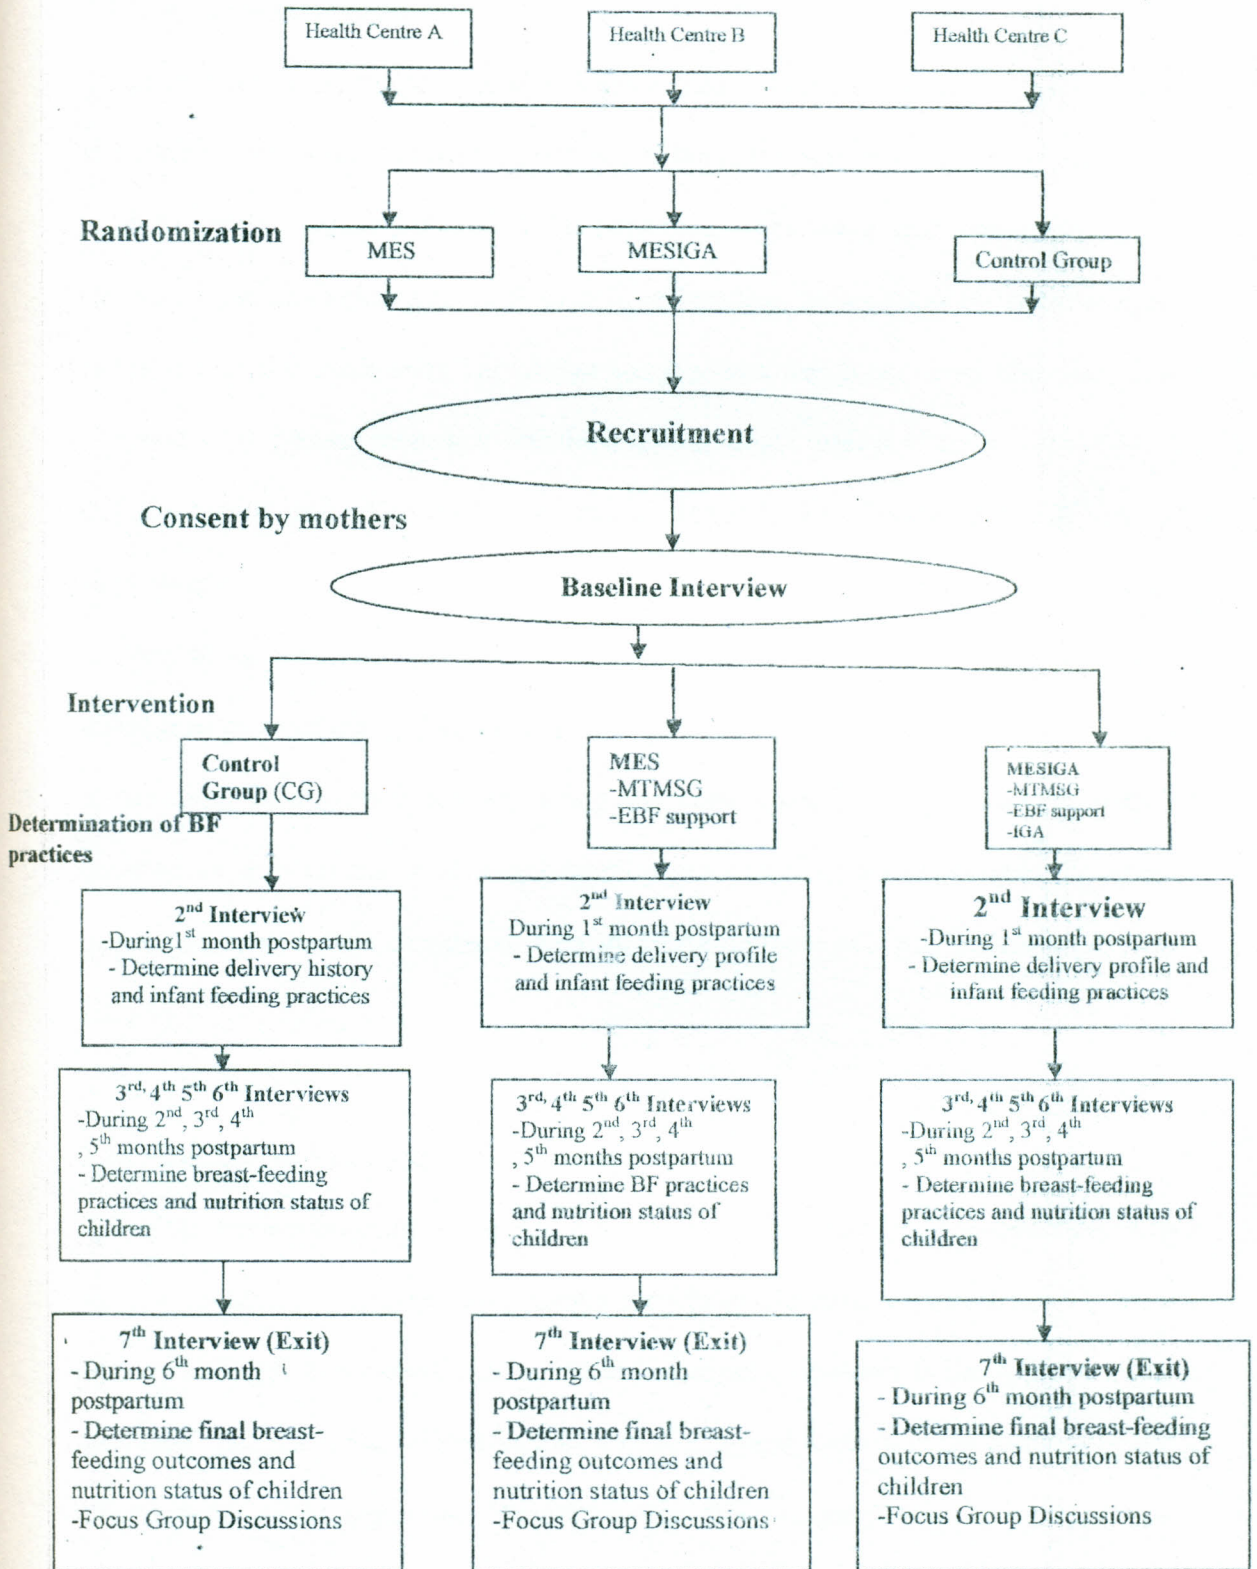 Health Centre A
Health Centre B
Health Centre C
Randomization
MES
MESIGA
Control Group
Recruitment
Consent by mothers
Baseline Interview
Intervention
Control
Group (CG)
MES
-MTMSG
-EBF support
MESIGA
-MTMSG
-EBF support
-IGA
Determination of BF
practices
2nd Interview
-During1st month postpartum
- Determine delivery history
and infant feeding practices
2nd Interview
During 1st month postpartum
- Determine delivery profile
and infant feeding practices
2nd Interview
-During 1st month postpartum
- Determine delivery profile and
infant feeding practices
3rd, 4th 5th 6th Interviews
-During 2nd, 3rd, 4th
, 5th months postpartum
- Determine breast-feeding
practices and nutrition status of
children
3rd, 4th 5th 6th Interviews
-During 2nd, 3rd, 4th
, 5th months postpartum
- Determine BF practices
and nutrition status of
children
3rd, 4th 5th 6th Interviews
-During 2nd, 3rd, 4th
, 5th months postpartum
- Determine breast-feeding
practices and nutrition status of
children
7th Interview (Exit)
- During 6th month
postpartum
- Determine final breast-
feeding outcomes and
nutrition status of children
-Focus Group Discussions
7th Interview (Exit)
- During 6th month
postpartum
- Determine final breast-
feeding outcomes and
nutrition status of children
-Focus Group Discussions
7th Interview (Exit)
- During 6th month postpartum
- Determine final breast-feeding
outcomes and nutrition status of
children
-Focus Group Discussions